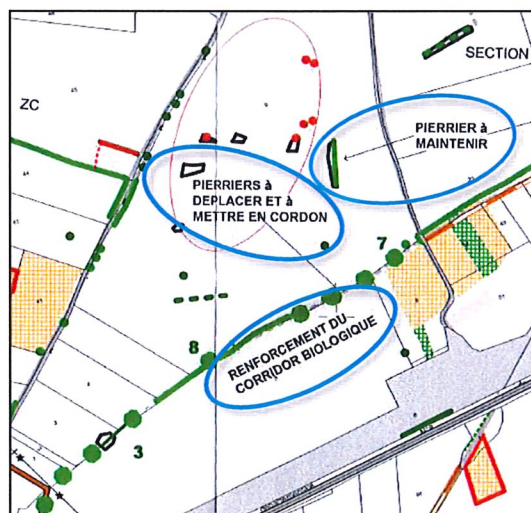 SECTION
ZC
PIERRIER à
MAINTENIR
PIERRIERS à
DEPLACER ET à
METTRE EN CORDON
7
RENFORCEMENT DU
CORRIDOR BIOLOGIQUE
8
3